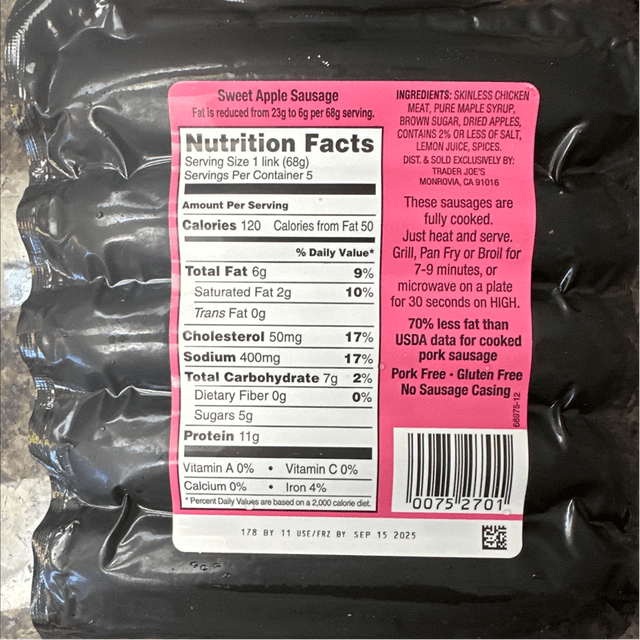 Sweet Apple Sausage
Fat is reduced from 23g to 6g per 68g serving.
Nutrition Facts
Serving Size 1 link (68g)
Servings Per Container 5
Amount Per Serving
Calories 120 Calories from Fat 50
% Daily Value*
Total Fat 6g 9%
Saturated Fat 2g 10%
Trans Fat 0g
Cholesterol 50mg 17%
Sodium 400mg 17%
Total Carbohydrate 7g 2%
Dietary Fiber 0g 0%
Sugars 5g
Protein 11g
Vitamin A 0% • Vitamin C 0%
Calcium 0% • Iron 4%
* Percent Daily Values are based on a 2,000 calorie diet.
INGREDIENTS: SKINLESS CHICKEN
MEAT, PURE MAPLE SYRUP,
BROWN SUGAR, DRIED APPLES,
CONTAINS 2% OR LESS OF SALT,
LEMON JUICE, SPICES.
DIST. & SOLD EXCLUSIVELY BY:
TRADER JOE'S
MONROVIA, CA 91016
These sausages are
fully cooked.
Just heat and serve.
Grill, Pan Fry or Broil for
7-9 minutes, or
microwave on a plate
for 30 seconds on HIGH.
70% less fat than
USDA data for cooked
pork sausage
Pork Free • Gluten Free
No Sausage Casing
68975-12
0075 2701
178 BY 11 USE/FRZ BY SEP 15 2025